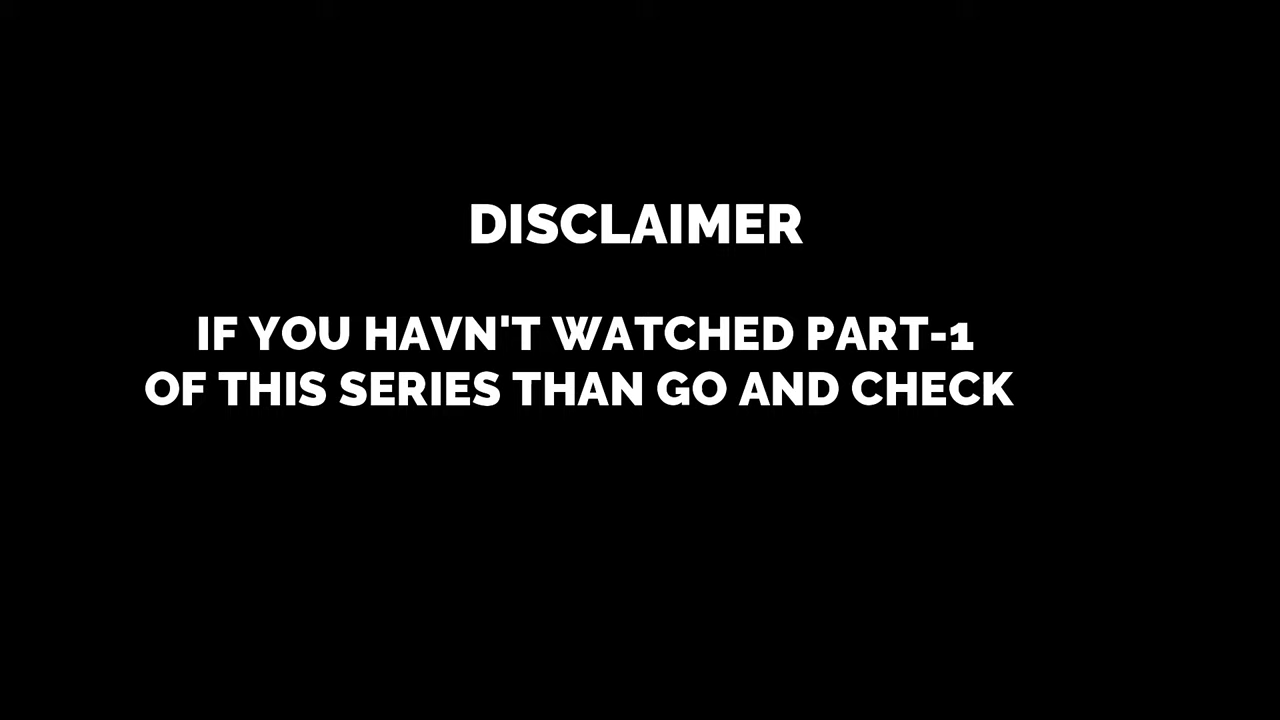 DISCLAIMER
IF YOU HAVN'T WATCHED PART-1
OF THIS SERIES THAN GO AND CHECK